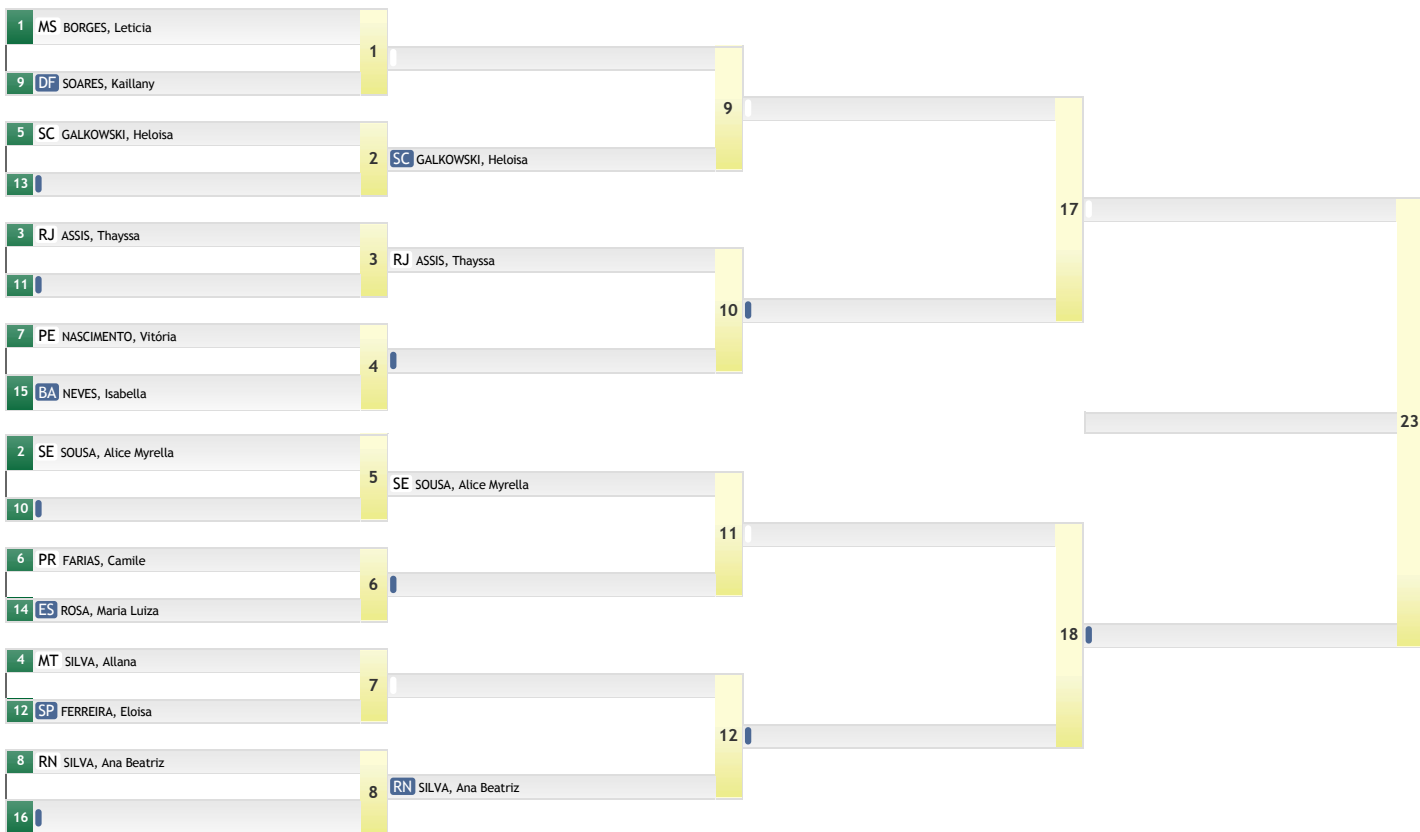 1 MS BORGES, Leticia
1
9 DF SOARES, Kaillany
9
5 SC GALKOWSKI, Heloisa
2 SC GALKOWSKI, Heloisa
13
17
3 RJ ASSIS, Thayssa
3 RJ ASSIS, Thayssa
11
10
7 PE NASCIMENTO, Vitória
4
15 BA NEVES, Isabella
23
2 SE SOUSA, Alice Myrella
5 SE SOUSA, Alice Myrella
10
11
6 PR FARIAS, Camile
6
14 ES ROSA, Maria Luiza
18
4 MT SILVA, Allana
7
12 SP FERREIRA, Eloisa
12
8 RN SILVA, Ana Beatriz
8 RN SILVA, Ana Beatriz
16